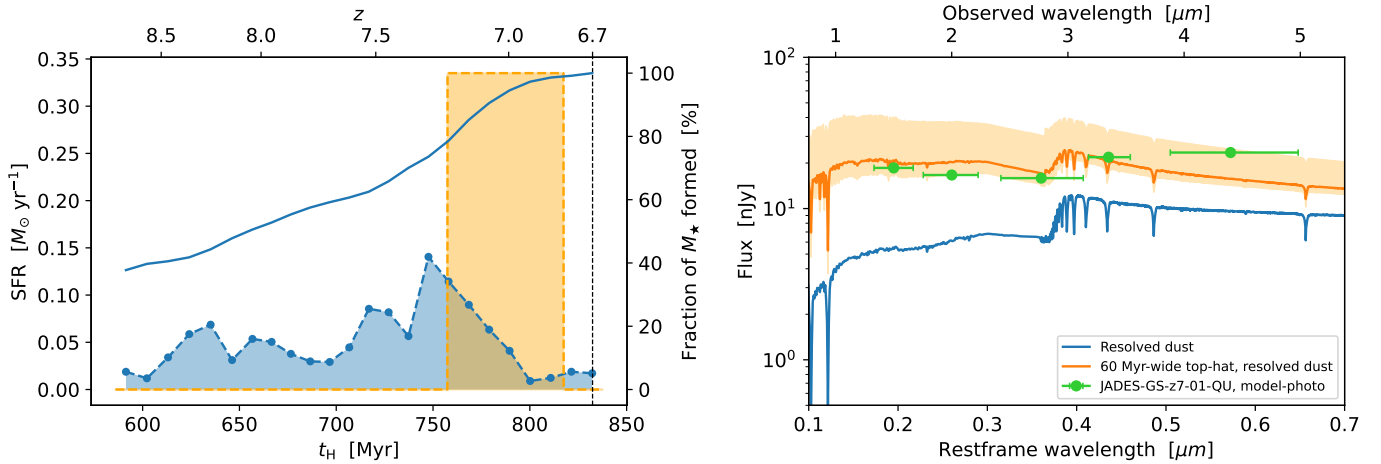 z
8.5 8.0 7.5 7.0 6.7
0.35
0.30
0.25
0.20
0.15
0.10
0.05
0.00
SFR [M⊙ yr⁻¹]
100
80
60
40
20
0
Fraction of M★ formed [%]
600 650 700 750 800 850
tH [Myr]
Observed wavelength [μm]
1 2 3 4 5
10²
10¹
10⁰
Flux [nJy]
Resolved dust
60 Myr-wide top-hat, resolved dust
JADES-GS-z7-01-QU, model-photo
0.1 0.2 0.3 0.4 0.5 0.6 0.7
Restframe wavelength [μm]